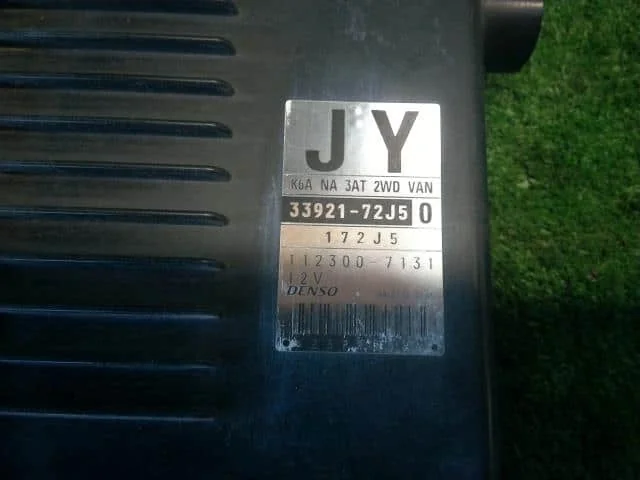 JY
K6A NA 3AT 2WD VAN
33921-72J5 0
172J5
112300-7131
12V
DENSO